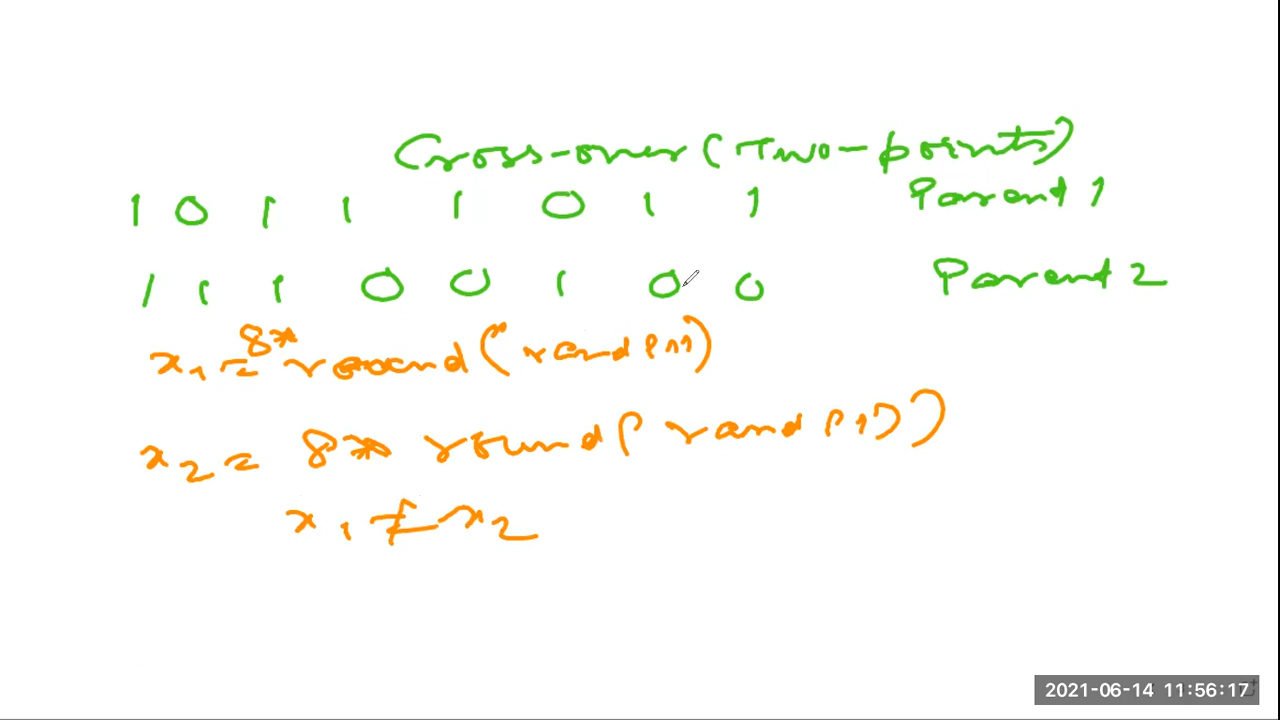 Cross-over (Two-points)
1 0 1 1 1 0 1 1 Parent 1
1 1 1 0 0 1 0 0 Parent 2
x1 = 8* round(rand(1))
x2 = 8* round(rand(1))
x1 ≠ x2
2021-06-14 11:56:17